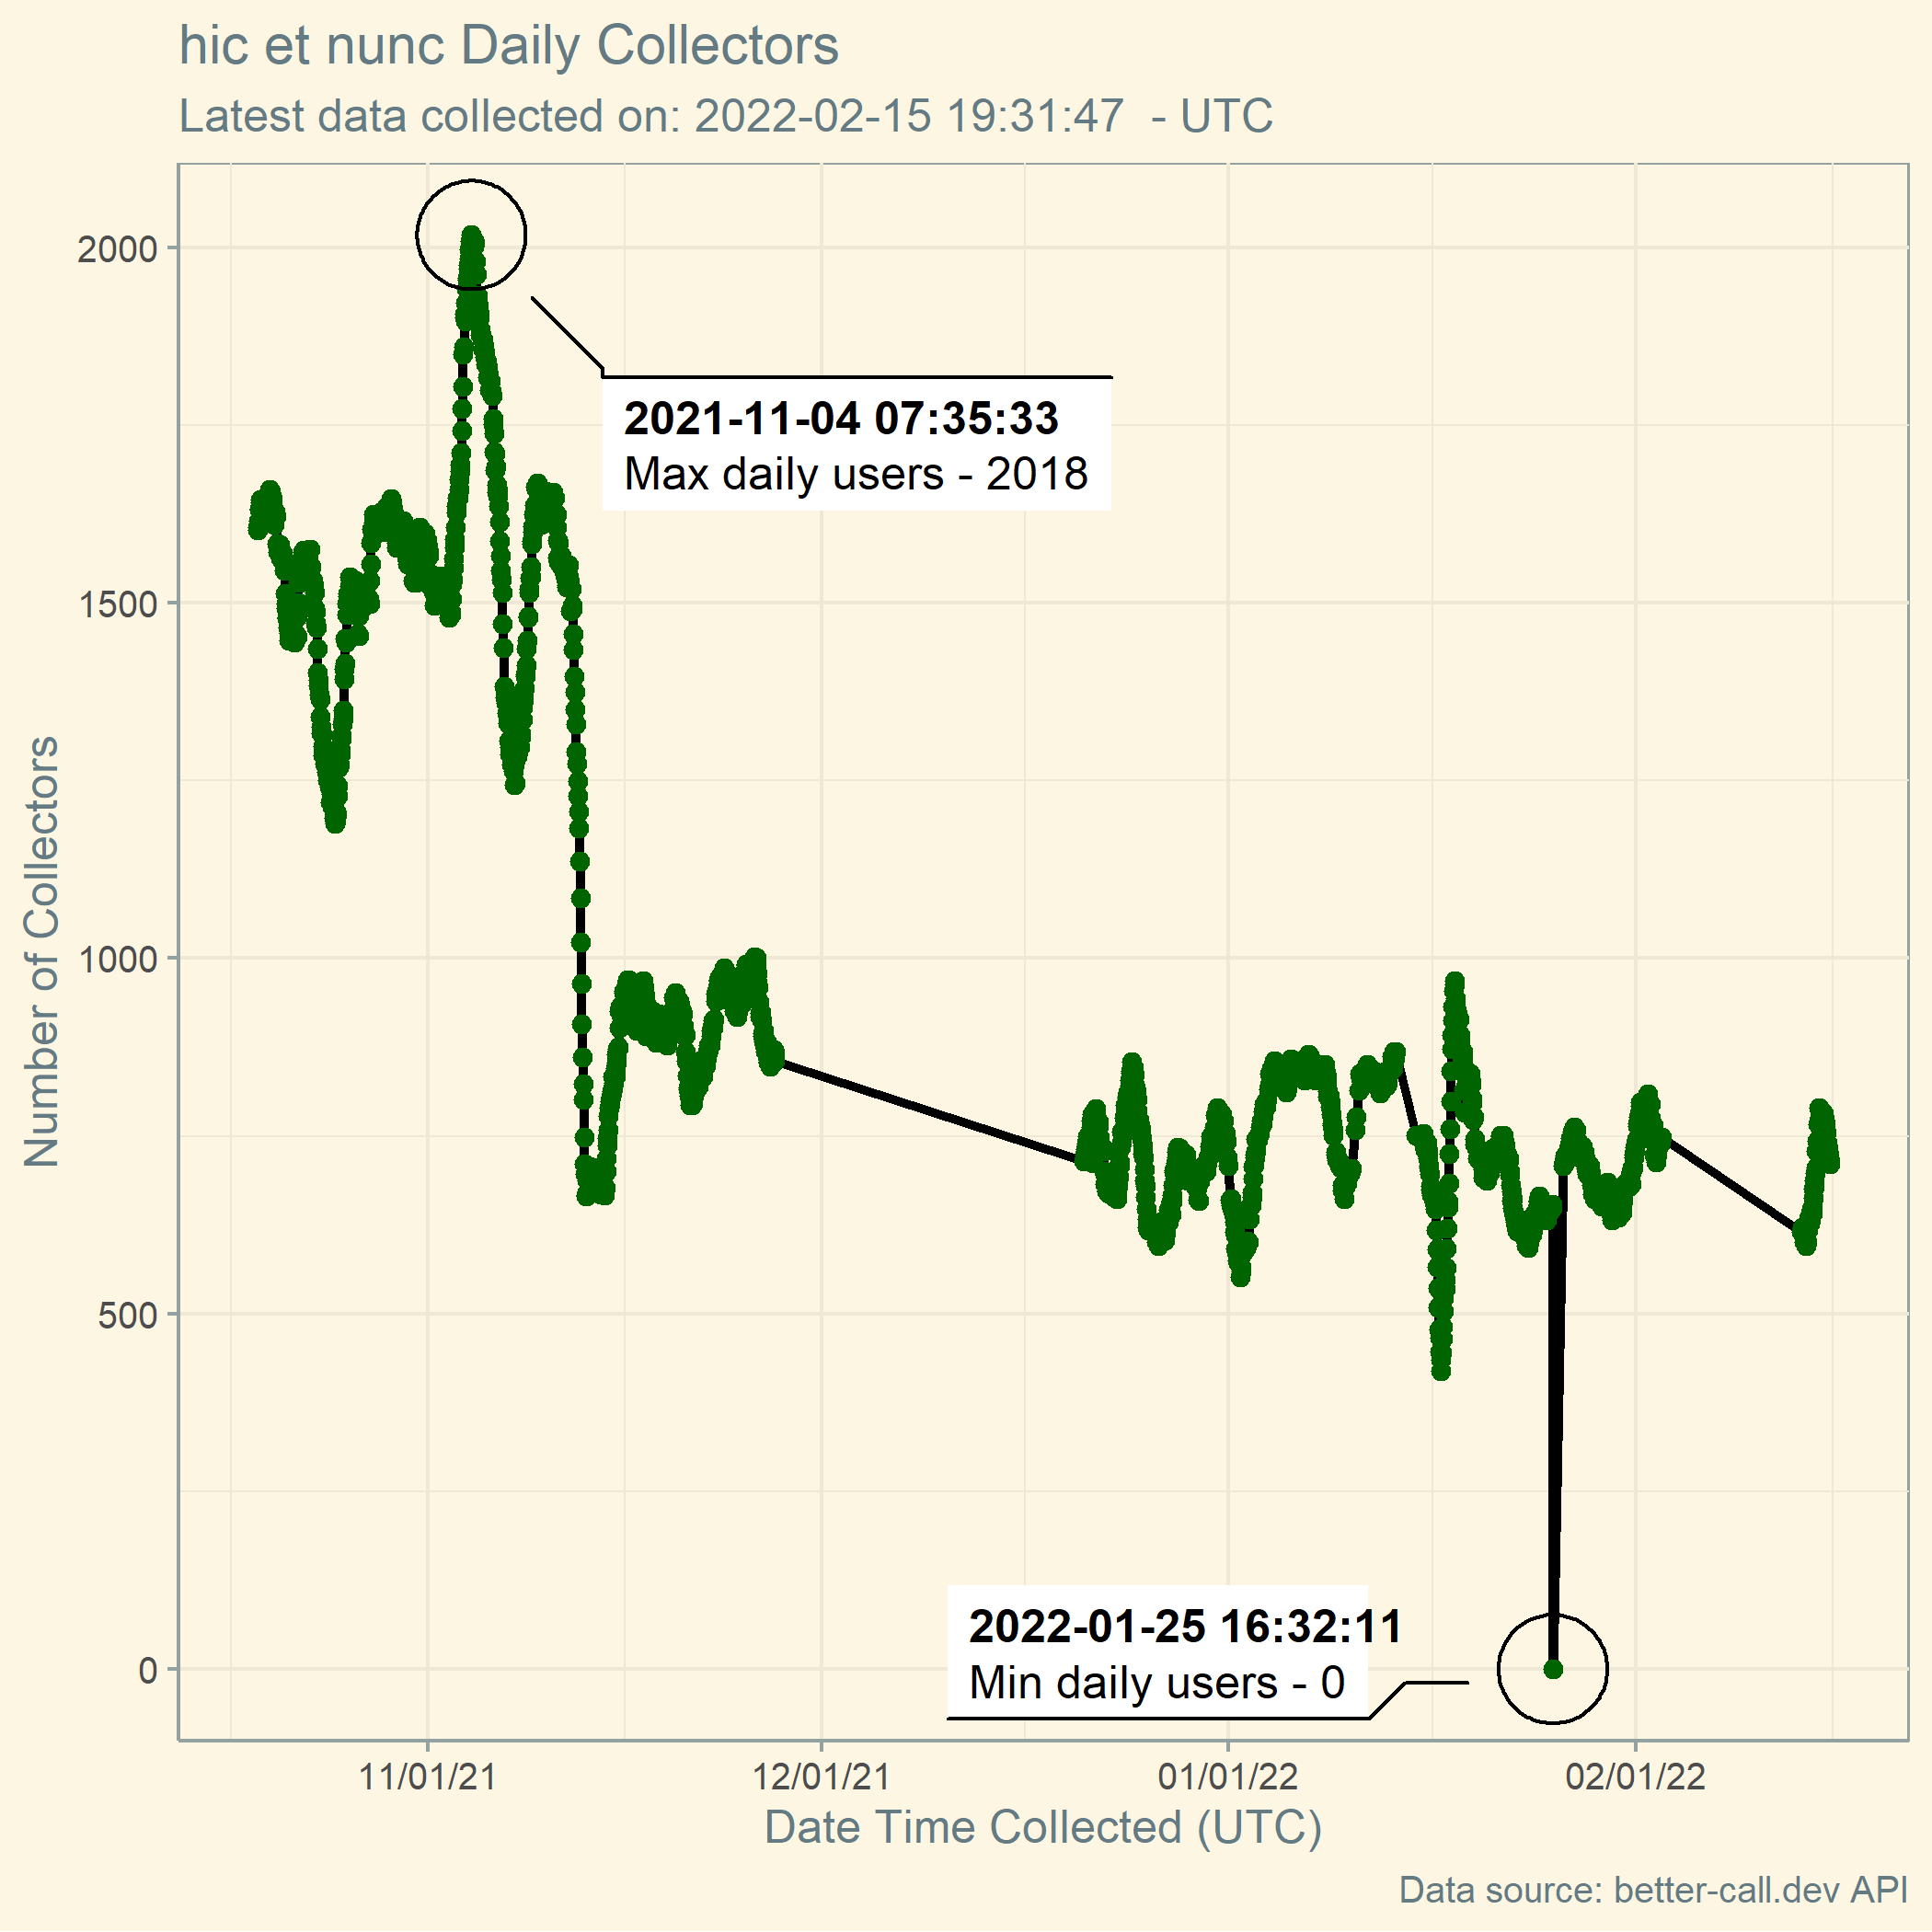 hic et nunc Daily Collectors
Latest data collected on: 2022-02-15 19:31:47  - UTC
Number of Collectors
2000
1500
1000
500
0
2021-11-04 07:35:33
Max daily users - 2018
2022-01-25 16:32:11
Min daily users - 0
11/01/21
12/01/21
01/01/22
02/01/22
Date Time Collected (UTC)
Data source: better-call.dev API